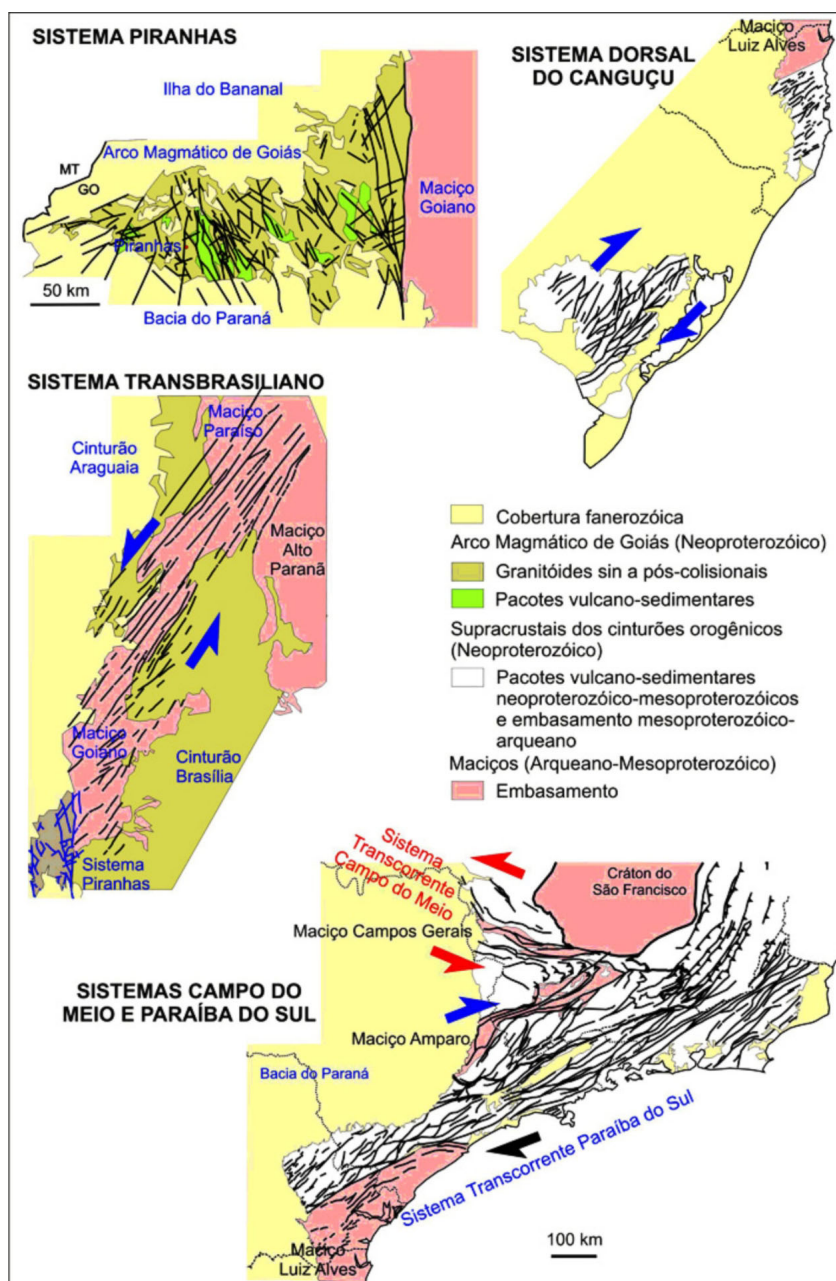 SISTEMA PIRANHAS
Ilha do Bananal
Arco Magmático de Goiás
MT
GO
Maciço
Goiano
Piranhas
50 km
Bacia do Paraná
Maciço
Luiz Alves
SISTEMA DORSAL
DO CANGUÇU
SISTEMA TRANSBRASILIANO
Maciço
Paraíso
Cinturão
Araguaia
Maciço
Alto
Paranã
Maciço
Goiano
Cinturão
Brasília
Sistema
Piranhas
Cobertura fanerozóica
Arco Magmático de Goiás (Neoproterozóico)
Granitóides sin a pós-colisionais
Pacotes vulcano-sedimentares
Supracrustais dos cinturões orogênicos
(Neoproterozóico)
Pacotes vulcano-sedimentares
neoproterozóico-mesoproterozóicos
e embasamento mesoproterozóico-
arqueano
Maciços (Arqueano-Mesoproterozóico)
Embasamento
Sistema
Transcorrente
Campo do Meio
Cráton do
São Francisco
Maciço Campos Gerais
SISTEMAS CAMPO DO
MEIO E PARAÍBA DO SUL
Maciço Amparo
Bacia do Paraná
Sistema Transcorrente Paraíba do Sul
100 km
Maciço
Luiz Alves